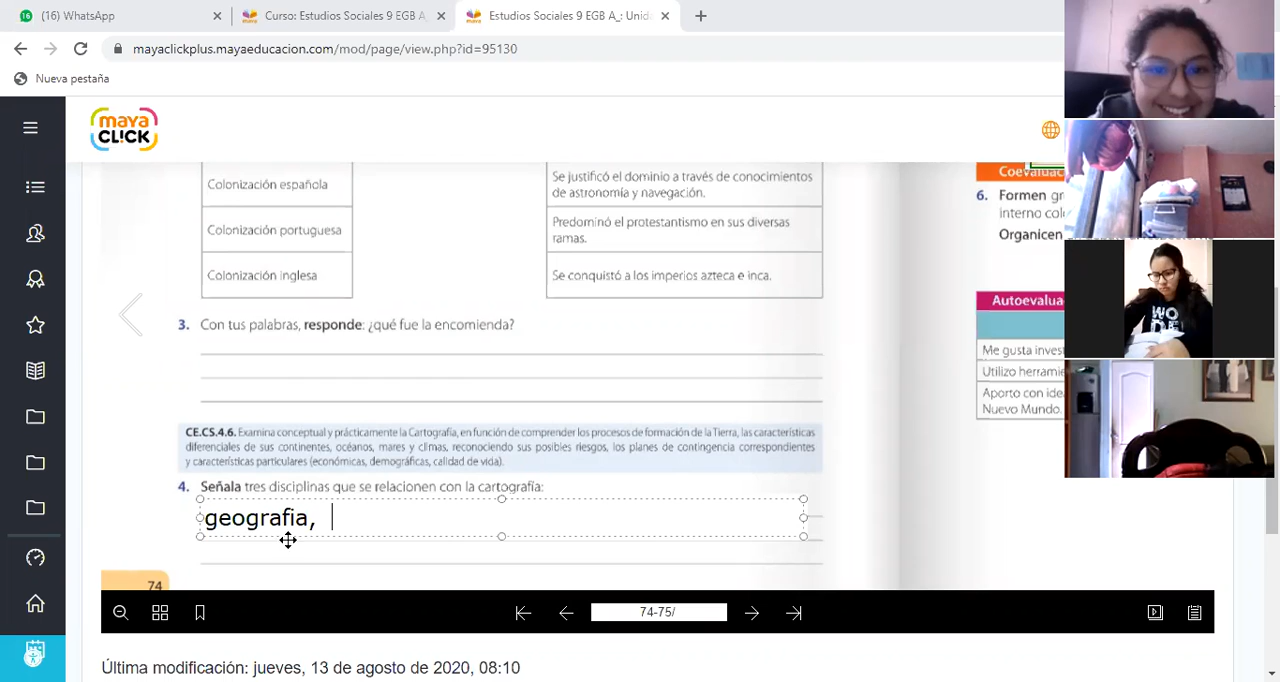 (16) WhatsApp
Curso: Estudios Sociales 9 EGB A_
Estudios Sociales 9 EGB A_: Unid
mayaclickplus.mayaeducacion.com/mod/page/view.php?id=95130
Nueva pestaña
maya
CL!CK
Colonización española
Se justificó el dominio a través de conocimientos
de astronomía y navegación.
Colonización portuguesa
Predominó el protestantismo en sus diversas
ramas.
Colonización inglesa
Se conquistó a los imperios azteca e inca.
3. Con tus palabras, responde: ¿qué fue la encomienda?
CE.CS.4.6. Examina conceptual y prácticamente la Cartografía, en función de comprender los procesos de formación de la Tierra, las características
diferenciales de sus continentes, océanos, mares y climas, reconociendo sus posibles riesgos, los planes de contingencia correspondientes
y características particulares (económicas, demográficas, calidad de vida).
4. Señala tres disciplinas que se relacionen con la cartografía:
geografia,
74
Coevalua
6. Formen gr
interno col
Organicen
Autoevalua
Me gusta invest
Utilizo herramie
Aporto con ide
Nuevo Mundo.
74-75/
Última modificación: jueves, 13 de agosto de 2020, 08:10